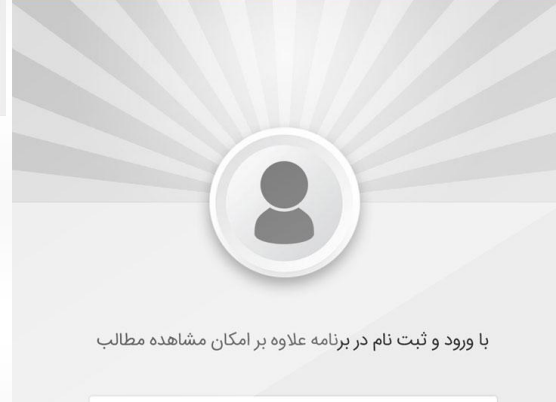 با ورود و ثبت نام در برنامه علاوه بر امکان مشاهده مطالب